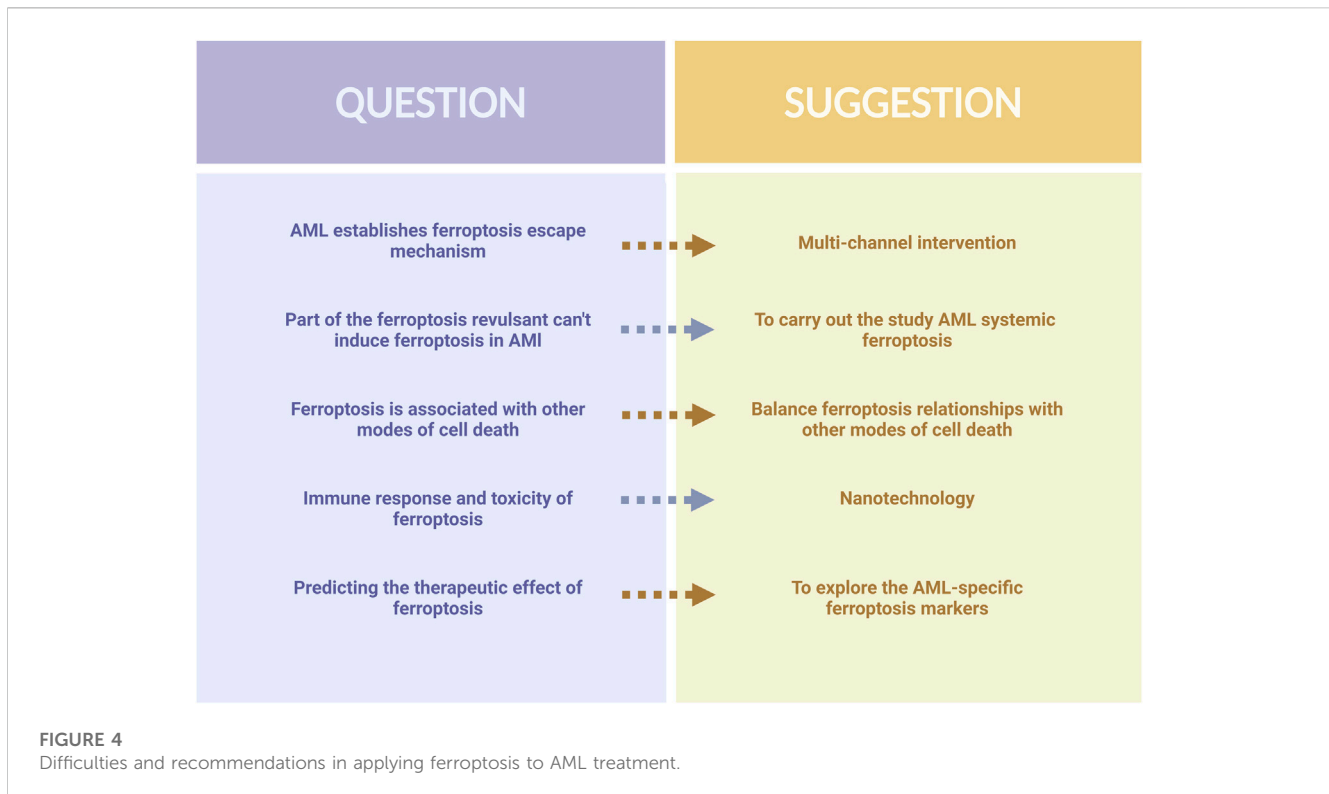 QUESTION
SUGGESTION
AML establishes ferroptosis escape
mechanism
Multi-channel intervention
Part of the ferroptosis revulsant can't
induce ferroptosis in AMl
To carry out the study AML systemic
ferroptosis
Ferroptosis is associated with other
modes of cell death
Balance ferroptosis relationships with
other modes of cell death
Immune response and toxicity of
ferroptosis
Nanotechnology
Predicting the therapeutic effect of
ferroptosis
To explore the AML-specific
ferroptosis markers
FIGURE 4
Difficulties and recommendations in applying ferroptosis to AML treatment.